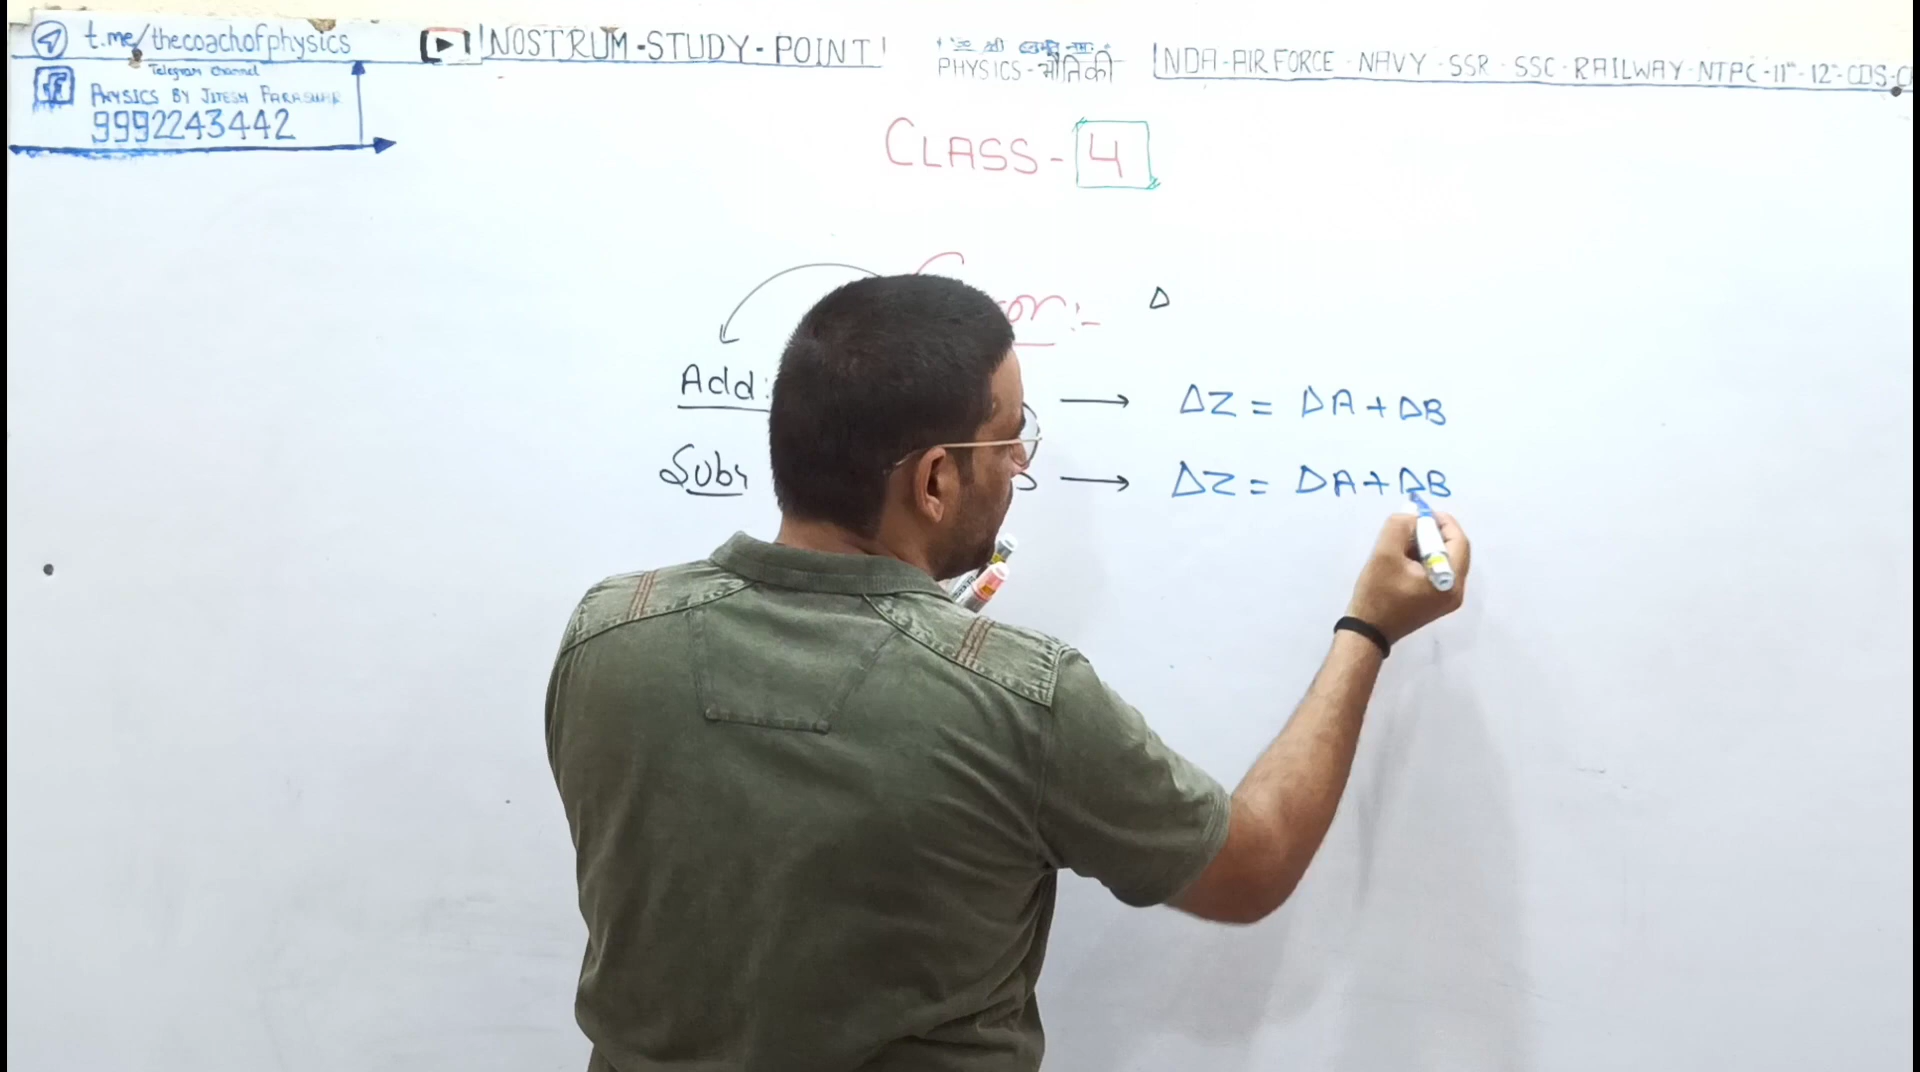 t.me/thecoachofphysics
Telegram channel
PHYSICS BY JITESH PARASHAR
9992243442
NOSTRUM-STUDY-POINT
PHYSICS-भौतिकी
NDA-AIR FORCE-NAVY-SSR-SSC-RAILWAY-NTPC-11th-12th-CDS-
CLASS-4
Δ
Add: → ΔZ = ΔA + ΔB
Subs → ΔZ = ΔA + ΔB